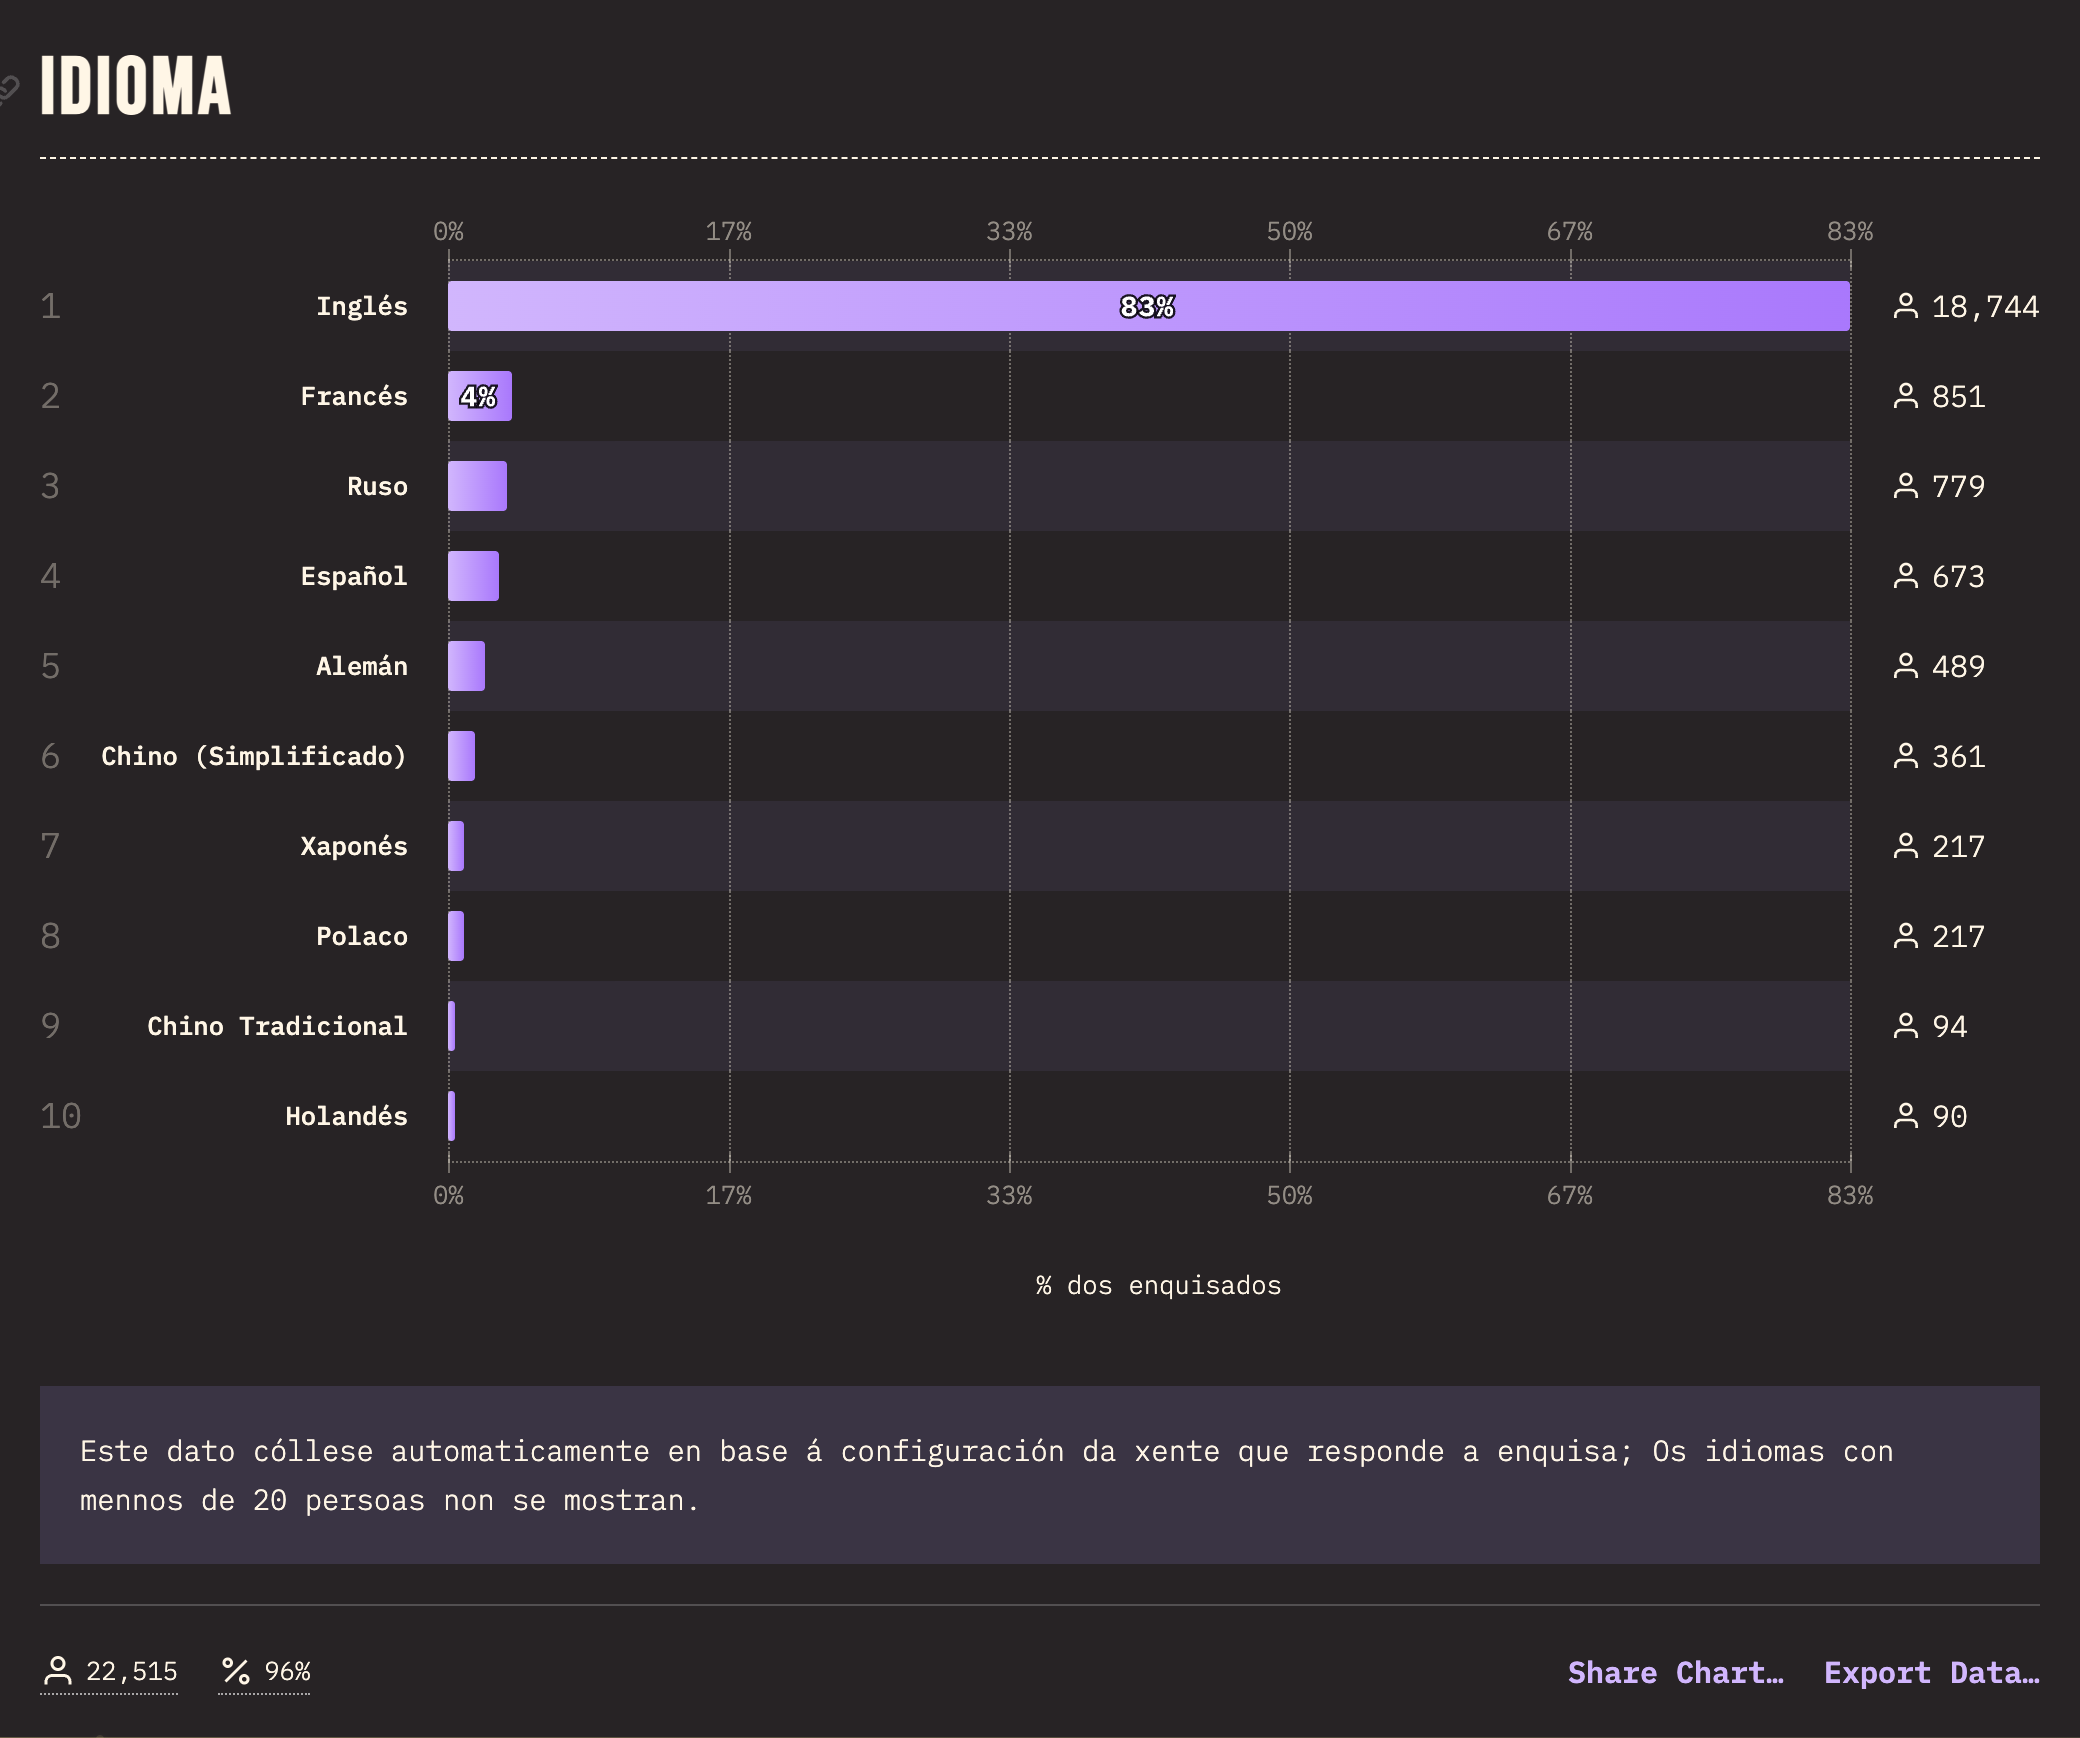 IDIOMA
0% 17% 33% 50% 67% 83%
1 Inglés 83% 18,744
2 Francés 4% 851
3 Ruso 779
4 Español 673
5 Alemán 489
6 Chino (Simplificado) 361
7 Xaponés 217
8 Polaco 217
9 Chino Tradicional 94
10 Holandés 90
0% 17% 33% 50% 67% 83%
% dos enquisados
Este dato cóllese automaticamente en base á configuración da xente que responde a enquisa; Os idiomas con
mennos de 20 persoas non se mostran.
22,515 % 96% Share Chart… Export Data…